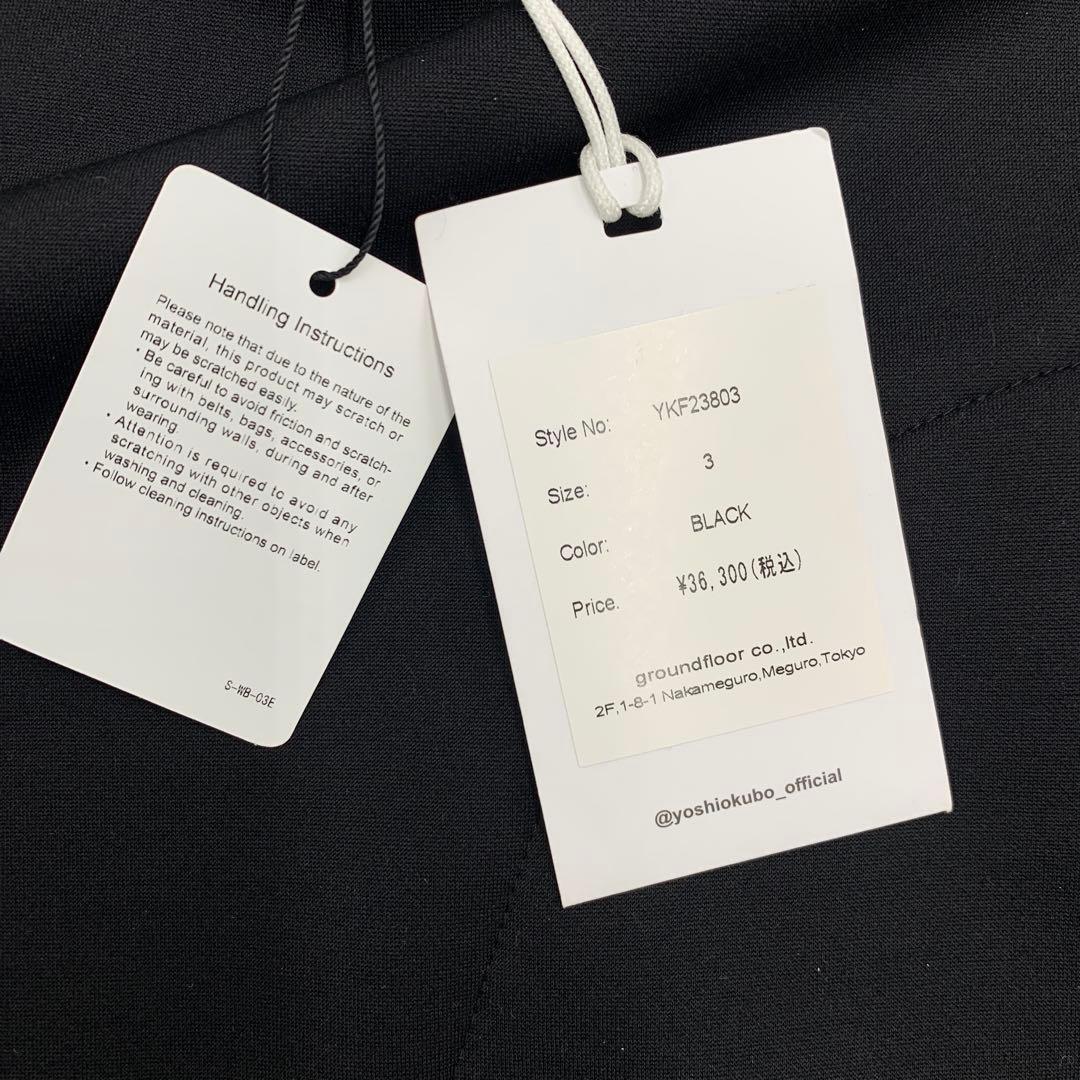 Handling Instructions
Please note that due to the nature of the
material, this product may scratch or
may be scratched easily.
・Be careful to avoid friction and scratch-
ing with belts, bags, accessories, or
surrounding walls, during and after
wearing.
・Attention is required to avoid any
scratching with other objects when
washing and cleaning.
・Follow cleaning instructions on label.
S-WB-03E
Style No: YKF23803
Size: 3
Color: BLACK
Price. ¥36,300(税込)
groundfloor co.,ltd.
2F,1-8-1 Nakameguro,Meguro,Tokyo
@yoshiokubo_official